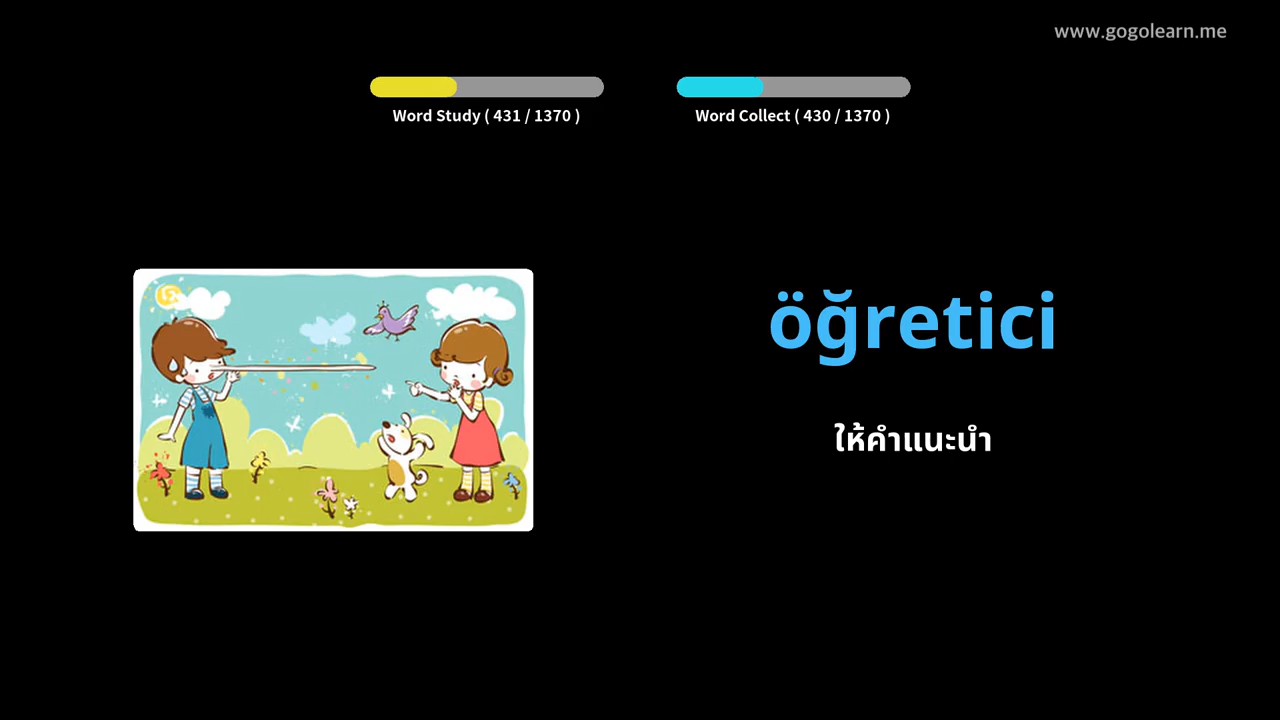 www.gogolearn.me
Word Study ( 431 / 1370 )
Word Collect ( 430 / 1370 )
öğretici
ให้คำแนะนำ